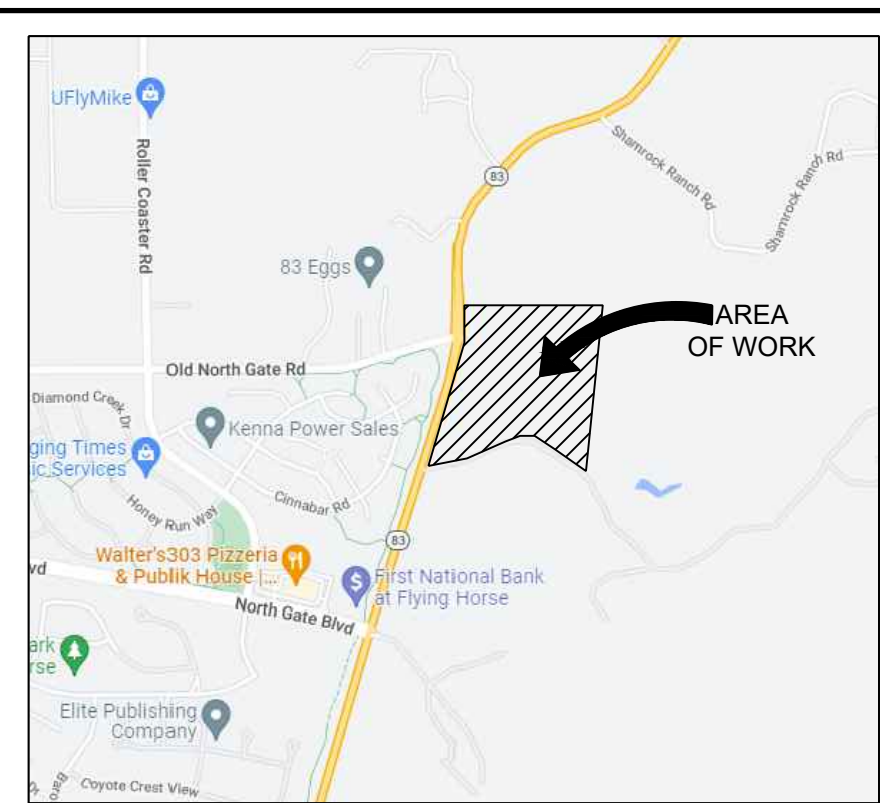 UFlyMike
Roller Coaster Rd
83
Shamrock Ranch Rd
Shamrock Ranch Rd
83 Eggs
AREA
OF WORK
Old North Gate Rd
Diamond Creek Dr
Kenna Power Sales
ging Times
ic Services
Honey Run Way
Cinnabar Rd
83
Walter's303 Pizzeria
& Publik House |...
First National Bank
at Flying Horse
vd
North Gate Blvd
ark
rse
Elite Publishing
Company
Coyote Crest View